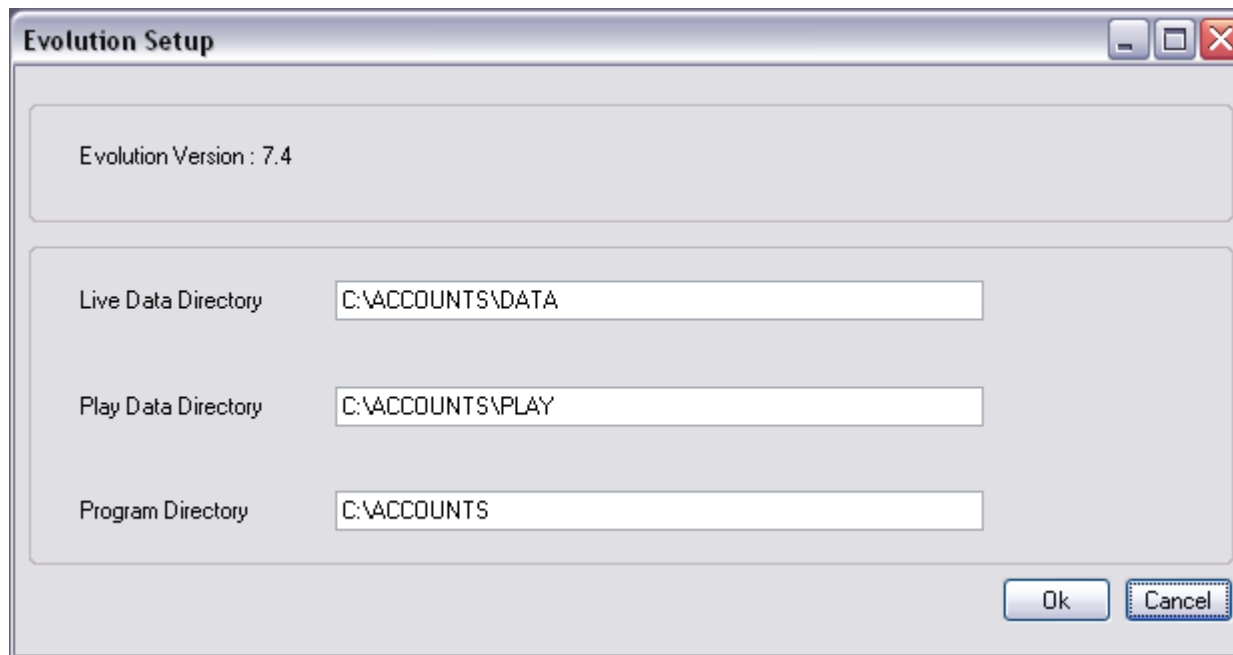 Evolution Setup
Evolution Version : 7.4
Live Data Directory C:\ACCOUNTS\DATA
Play Data Directory C:\ACCOUNTS\PLAY
Program Directory C:\ACCOUNTS
Ok Cancel